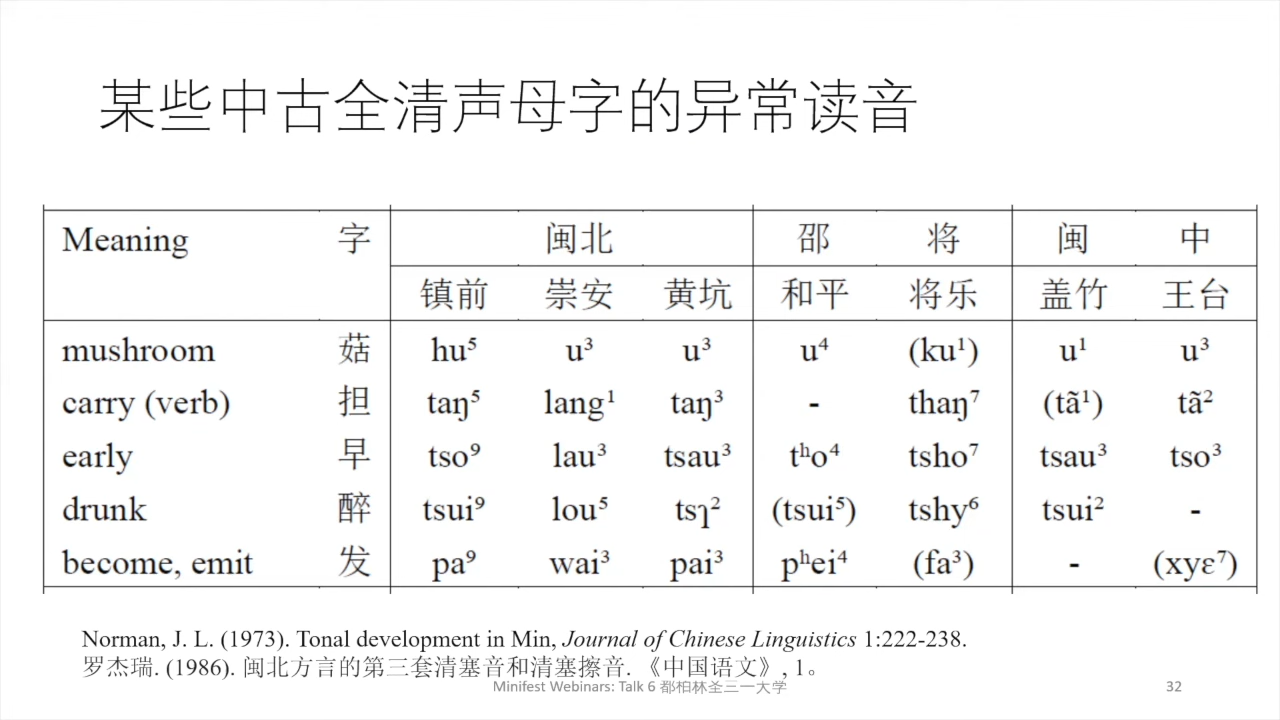 某些中古全清声母字的异常读音
Meaning 字 闽北 邵 将 闽 中
镇前 崇安 黄坑 和平 将乐 盖竹 王台
mushroom 菇 hu⁵ u³ u³ u⁴ (ku¹) u¹ u³
carry (verb) 担 taŋ⁵ lang¹ taŋ³ - thaŋ⁷ (tã¹) tã²
early 早 tso⁹ lau³ tsau³ tʰo⁴ tsho⁷ tsau³ tso³
drunk 醉 tsui⁹ lou⁵ tsɿ² (tsui⁵) tshy⁶ tsui² -
become, emit 发 pa⁹ wai³ pai³ pʰei⁴ (fa³) - (xyɛ⁷)
Norman, J. L. (1973). Tonal development in Min, Journal of Chinese Linguistics 1:222-238.
罗杰瑞. (1986). 闽北方言的第三套清塞音和清塞擦音. 《中国语文》, 1。
Minifest Webinars: Talk 6 都柏林圣三一大学 32